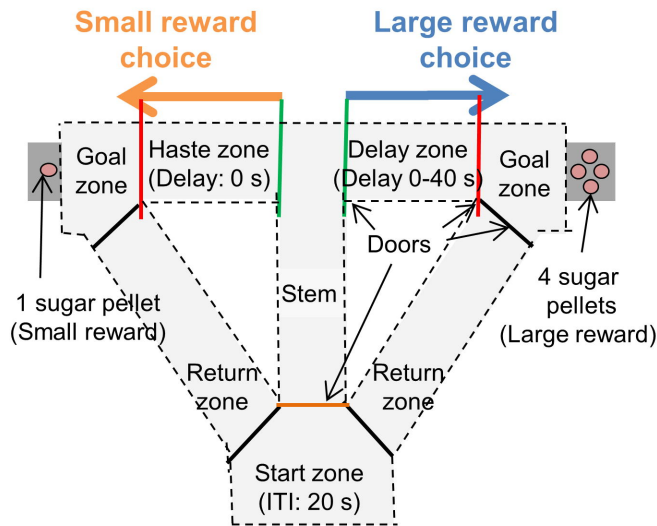 Small reward
choice
Large reward
choice
Goal
zone
Haste zone
(Delay: 0 s)
Delay zone
(Delay 0-40 s)
Goal
zone
Doors
1 sugar pellet
(Small reward)
Stem
4 sugar
pellets
(Large reward)
Return
zone
Return
zone
Start zone
(ITI: 20 s)